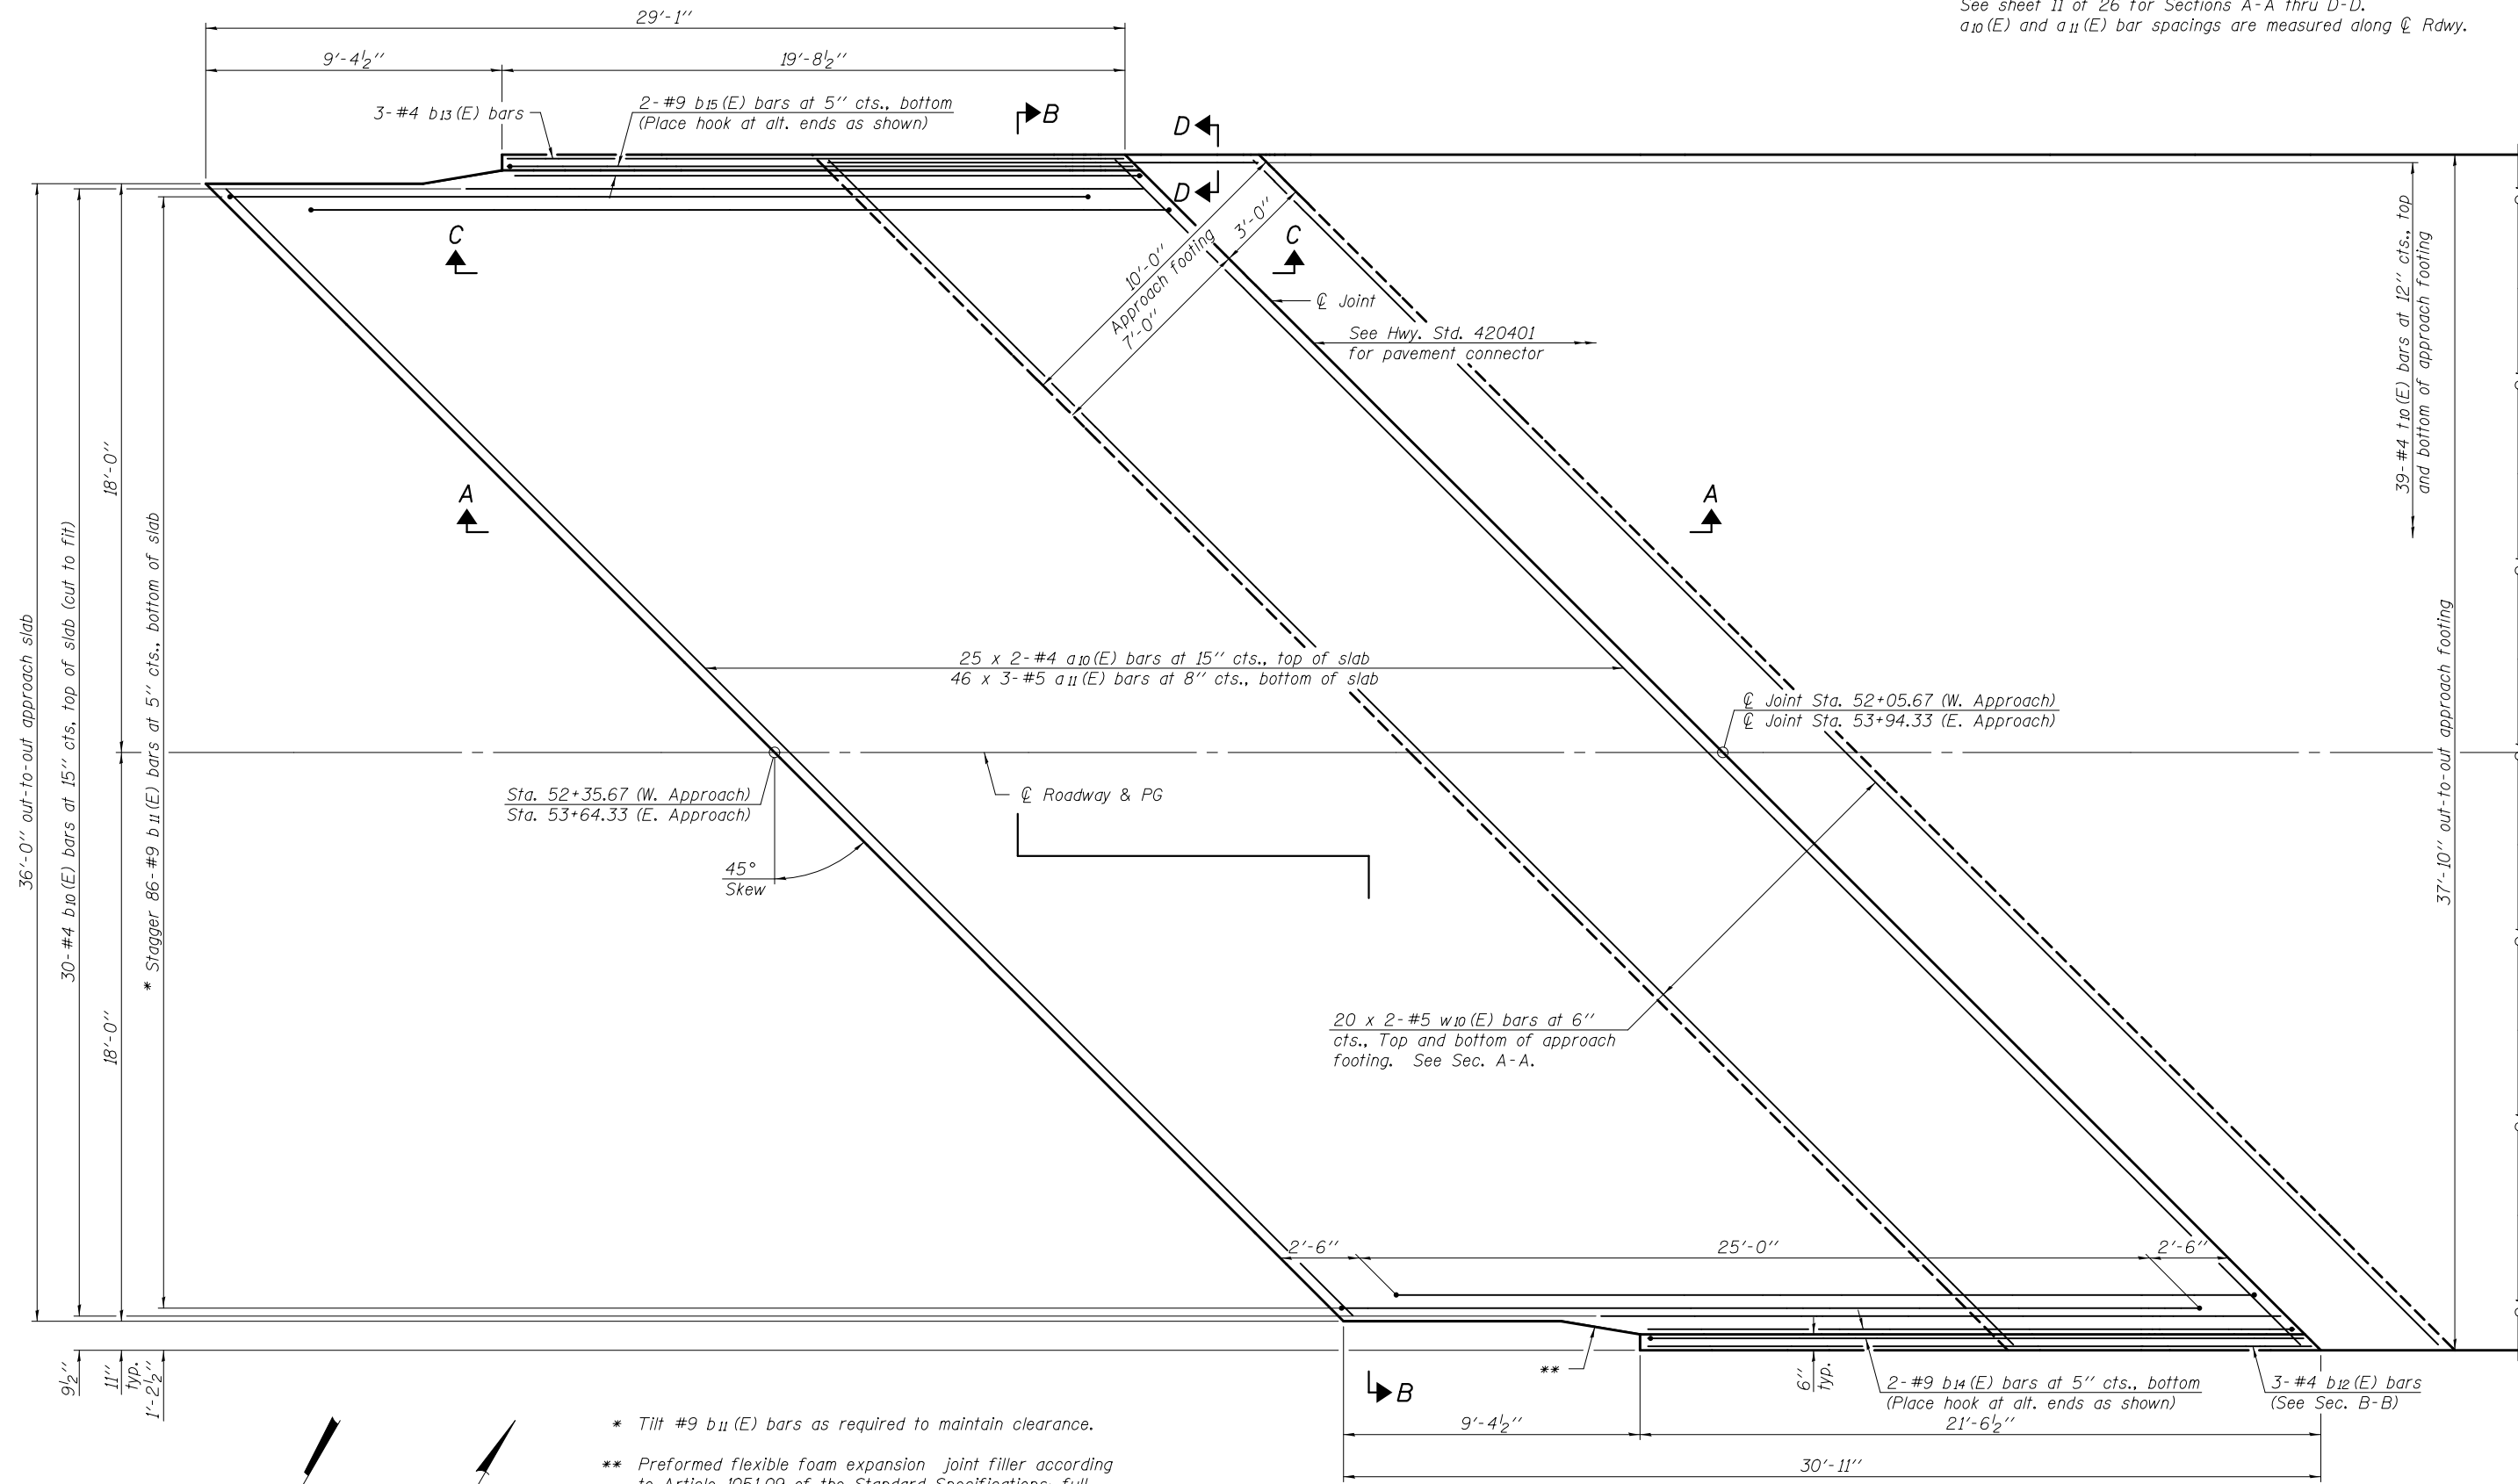 See sheet 11 of 26 for Sections A-A thru D-D.
a10(E) and a11(E) bar spacings are measured along ℄ Rdwy.
29'-1"
9'-4½"
19'-8½"
3-#4 b13(E) bars
2-#9 b15(E) bars at 5" cts., bottom
(Place hook at alt. ends as shown)
B
D
D
C
C
10'-0"
Approach footing
7'-0"
3'-0"
℄ Joint
See Hwy. Std. 420401
for pavement connector
39-#4 t10(E) bars at 12" cts., top
and bottom of approach footing
37'-10" out-to-out approach footing
36'-0" out-to-out approach slab
30-#4 b10(E) bars at 15" cts. top of slab (cut to fit)
18'-0"
18'-0"
* Stagger 86-#9 b11(E) bars at 5" cts., bottom of slab
A
A
25 x 2-#4 a10(E) bars at 15" cts., top of slab
46 x 3-#5 a11(E) bars at 8" cts., bottom of slab
℄ Joint Sta. 52+05.67 (W. Approach)
℄ Joint Sta. 53+94.33 (E. Approach)
Sta. 52+35.67 (W. Approach)
Sta. 53+64.33 (E. Approach)
℄ Roadway & PG
45°
Skew
20 x 2-#5 w10(E) bars at 6"
cts., Top and bottom of approach
footing. See Sec. A-A.
2'-6"
25'-0"
2'-6"
9½"
11"
typ.
1'-2½"
**
6"
typ.
B
2-#9 b14(E) bars at 5" cts., bottom
(Place hook at alt. ends as shown)
3-#4 b12(E) bars
(See Sec. B-B)
9'-4½"
21'-6½"
30'-11"
* Tilt #9 b11(E) bars as required to maintain clearance.
** Preformed flexible foam expansion joint filler according
to Article 1051.09 of the Standard Specifications: full